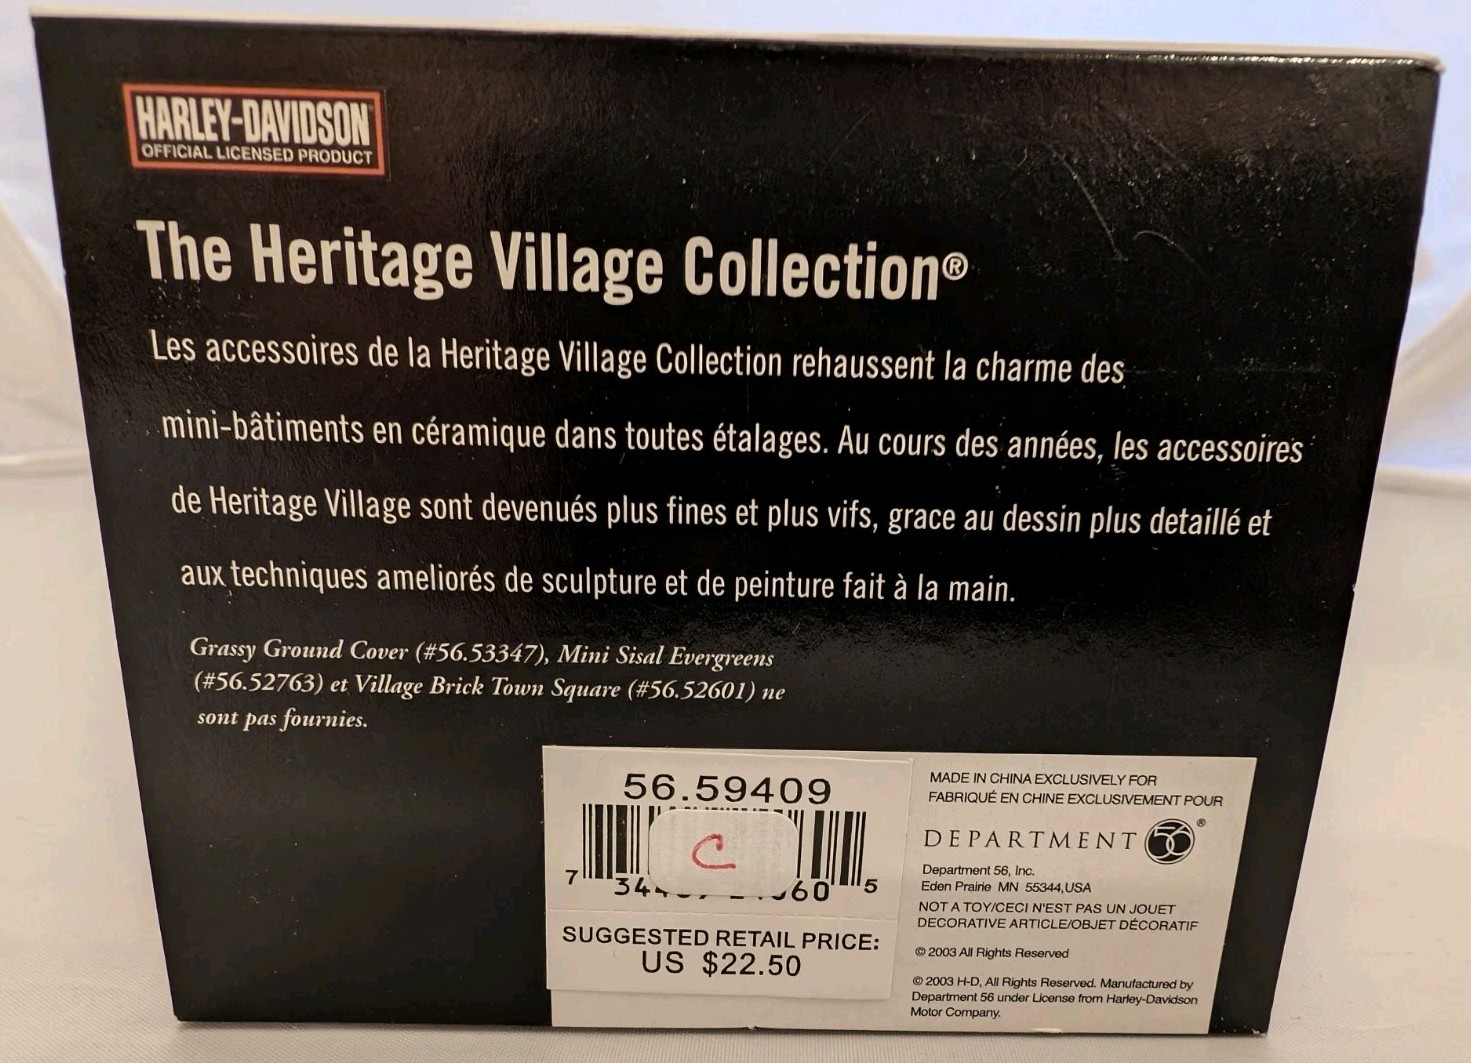 HARLEY-DAVIDSON
OFFICIAL LICENSED PRODUCT
The Heritage Village Collection®
Les accessoires de la Heritage Village Collection rehaussent la charme des
mini-bâtiments en céramique dans toutes étalages. Au cours des années, les accessoires
de Heritage Village sont devenués plus fines et plus vifs, grace au dessin plus detaillé et
aux techniques ameliorés de sculpture et de peinture fait à la main.
Grassy Ground Cover (#56.53347), Mini Sisal Evergreens
(#56.52763) et Village Brick Town Square (#56.52601) ne
sont pas fournies.
56.59409
C
7 5
SUGGESTED RETAIL PRICE:
US $22.50
MADE IN CHINA EXCLUSIVELY FOR
FABRIQUÉ EN CHINE EXCLUSIVEMENT POUR
DEPARTMENT 56®
Department 56, Inc.
Eden Prairie MN 55344,USA
NOT A TOY/CECI N'EST PAS UN JOUET
DECORATIVE ARTICLE/OBJET DÉCORATIF
© 2003 All Rights Reserved
© 2003 H-D, All Rights Reserved. Manufactured by
Department 56 under License from Harley-Davidson
Motor Company.